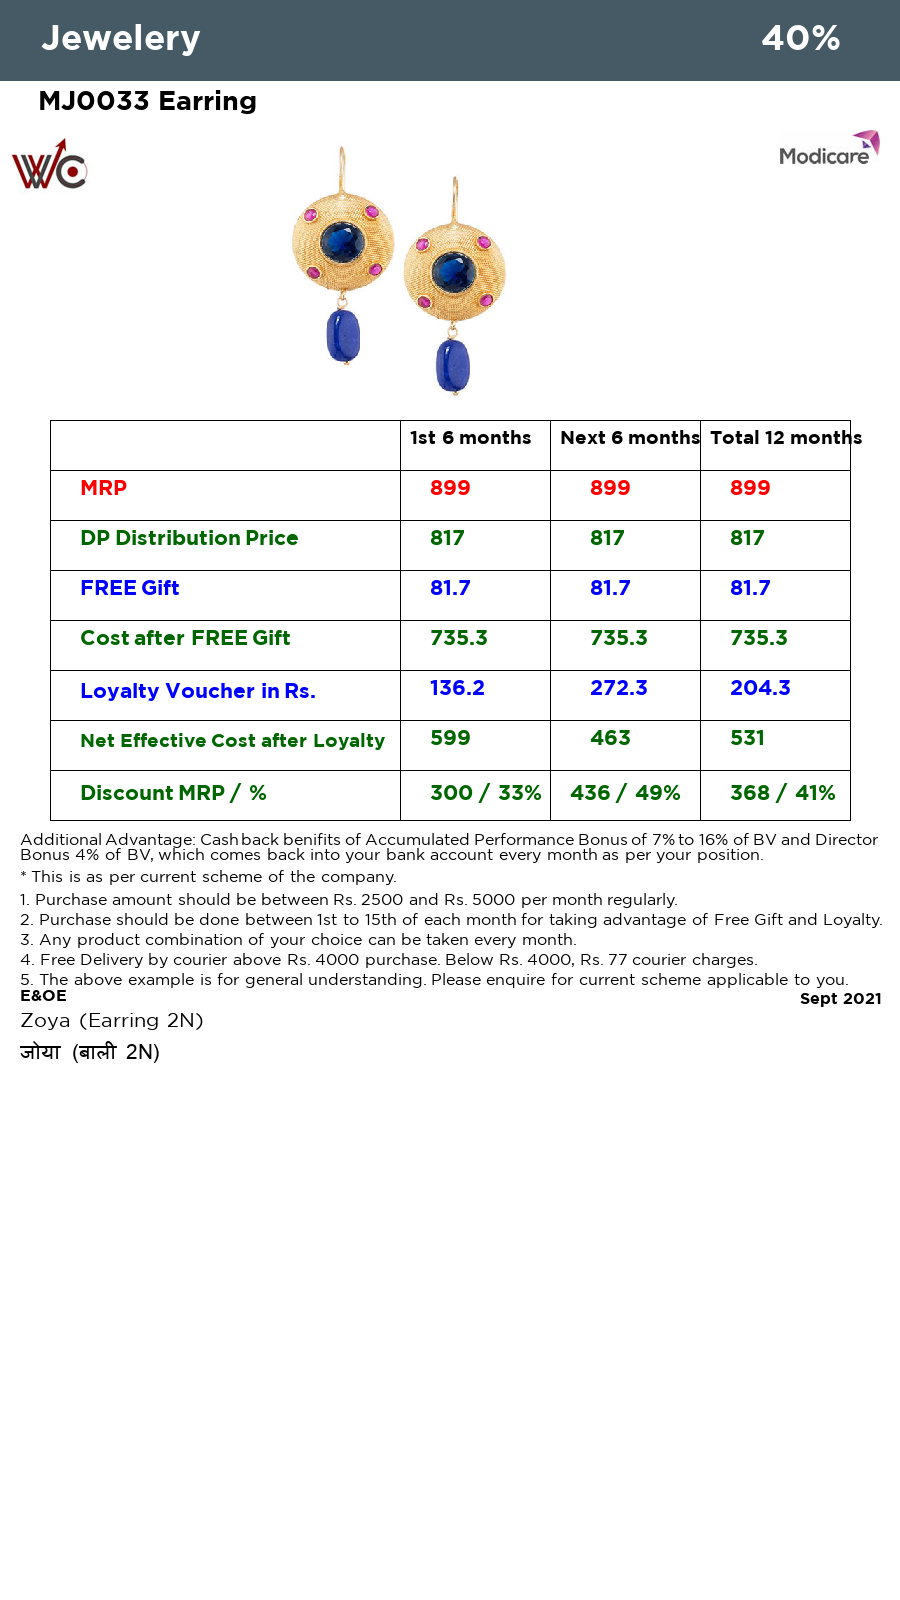 Jewelery 40%
MJ0033 Earring
WC
Modicare
1st 6 months Next 6 months Total 12 months
MRP 899 899 899
DP Distribution Price 817 817 817
FREE Gift 81.7 81.7 81.7
Cost after FREE Gift 735.3 735.3 735.3
Loyalty Voucher in Rs. 136.2 272.3 204.3
Net Effective Cost after Loyalty 599 463 531
Discount MRP / % 300 / 33% 436 / 49% 368 / 41%
Additional Advantage: Cashback benifits of Accumulated Performance Bonus of 7% to 16% of BV and Director
Bonus 4% of BV, which comes back into your bank account every month as per your position.
* This is as per current scheme of the company.
1. Purchase amount should be between Rs. 2500 and Rs. 5000 per month regularly.
2. Purchase should be done between 1st to 15th of each month for taking advantage of Free Gift and Loyalty.
3. Any product combination of your choice can be taken every month.
4. Free Delivery by courier above Rs. 4000 purchase. Below Rs. 4000, Rs. 77 courier charges.
5. The above example is for general understanding. Please enquire for current scheme applicable to you.
E&OE Sept 2021
Zoya (Earring 2N)
जोया (बाली 2N)